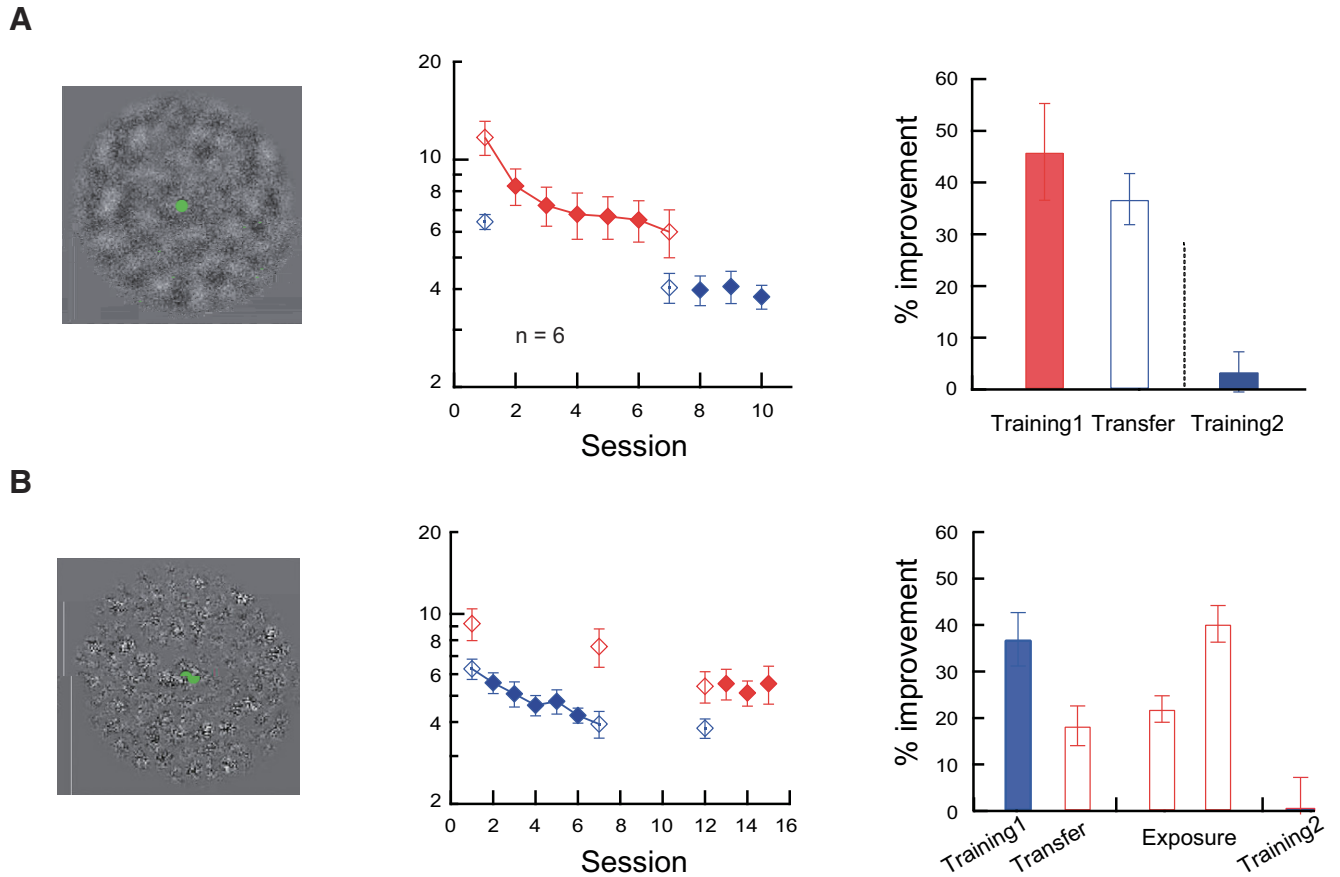 A
20
10
8
6
4
2
n = 6
0 2 4 6 8 10
Session
% improvement
60
50
40
30
20
10
0
Training1 Transfer Training2
B
20
10
8
6
4
2
0 2 4 6 8 10 12 14 16
Session
% improvement
60
50
40
30
20
10
0
Training1 Transfer Exposure Training2